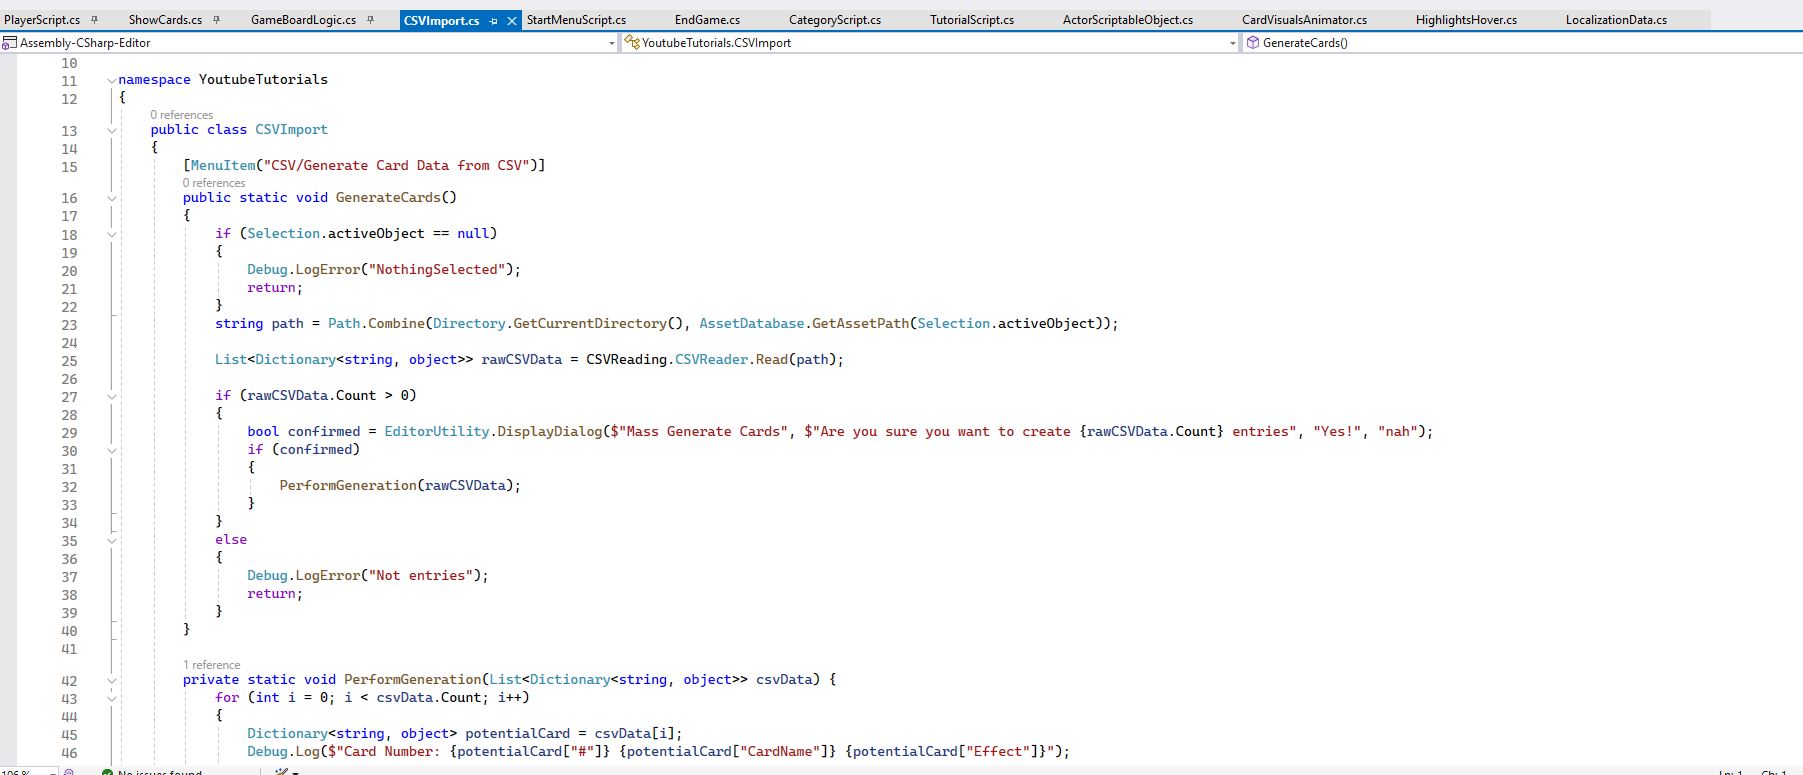 PlayerScript.cs ShowCards.cs GameBoardLogic.cs CSVImport.cs StartMenuScript.cs EndGame.cs CategoryScript.cs TutorialScript.cs ActorScriptableObject.cs CardVisualsAnimator.cs HighlightsHover.cs LocalizationData.cs
Assembly-CSharp-Editor YoutubeTutorials.CSVImport GenerateCards()
10
11 namespace YoutubeTutorials
12 {
0 references
13 public class CSVImport
14 {
15 [MenuItem("CSV/Generate Card Data from CSV")]
0 references
16 public static void GenerateCards()
17 {
18 if (Selection.activeObject == null)
19 {
20 Debug.LogError("NothingSelected");
21 return;
22 }
23 string path = Path.Combine(Directory.GetCurrentDirectory(), AssetDatabase.GetAssetPath(Selection.activeObject));
24
25 List<Dictionary<string, object>> rawCSVData = CSVReading.CSVReader.Read(path);
26
27 if (rawCSVData.Count > 0)
28 {
29 bool confirmed = EditorUtility.DisplayDialog($"Mass Generate Cards", $"Are you sure you want to create {rawCSVData.Count} entries", "Yes!", "nah");
30 if (confirmed)
31 {
32 PerformGeneration(rawCSVData);
33 }
34 }
35 else
36 {
37 Debug.LogError("Not entries");
38 return;
39 }
40 }
41
1 reference
42 private static void PerformGeneration(List<Dictionary<string, object>> csvData) {
43 for (int i = 0; i < csvData.Count; i++)
44 {
45 Dictionary<string, object> potentialCard = csvData[i];
46 Debug.Log($"Card Number: {potentialCard["#"]} {potentialCard["CardName"]} {potentialCard["Effect"]}");
106 % No issues found Ln: 1 Ch: 1